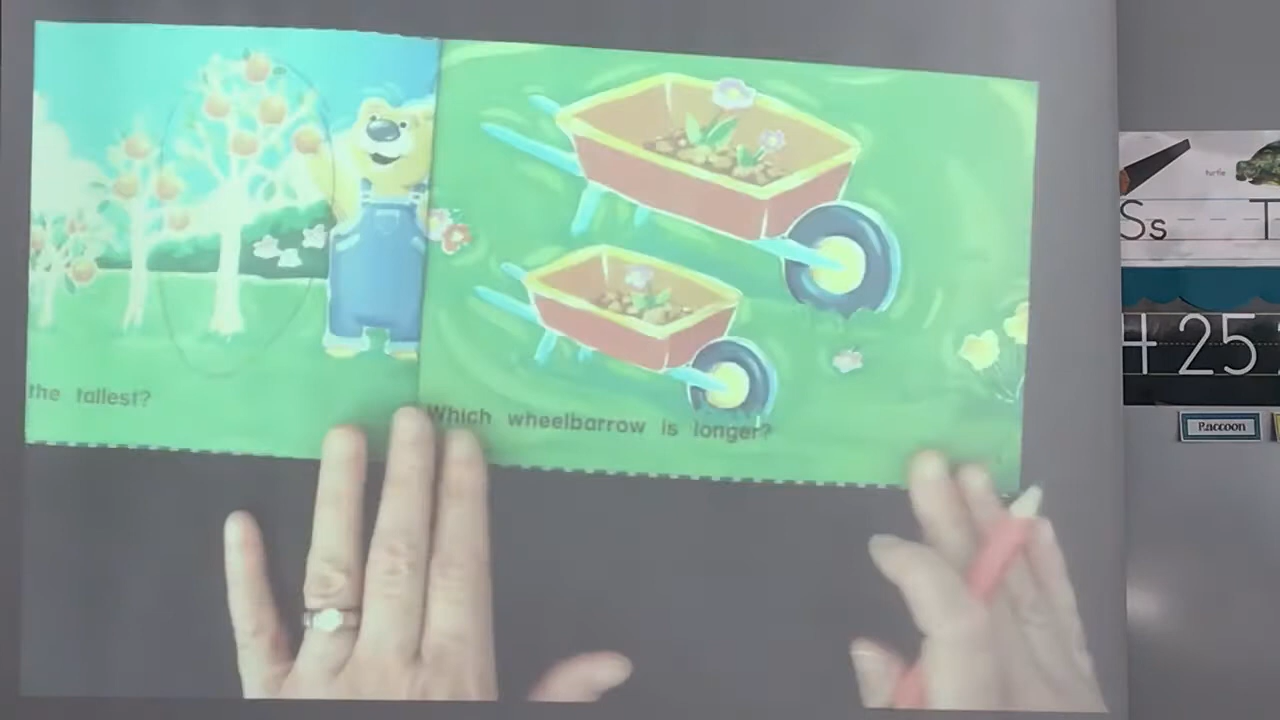 the tallest?
Which wheelbarrow is longer?
turtle
Ss T
25
Raccoon